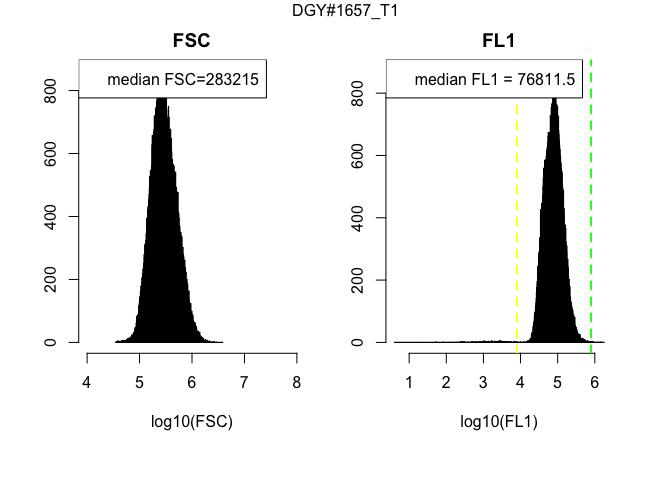 DGY#1657_T1
FSC
median FSC=283215
0 200 400 600 800
4 5 6 7 8
log10(FSC)
FL1
median FL1 = 76811.5
0 200 400 600 800
1 2 3 4 5 6
log10(FL1)